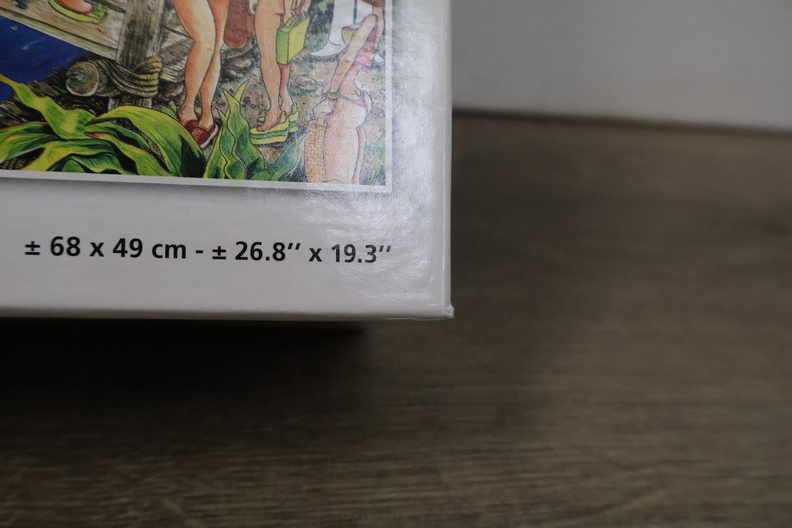 ± 68 x 49 cm - ± 26.8’’ x 19.3’’